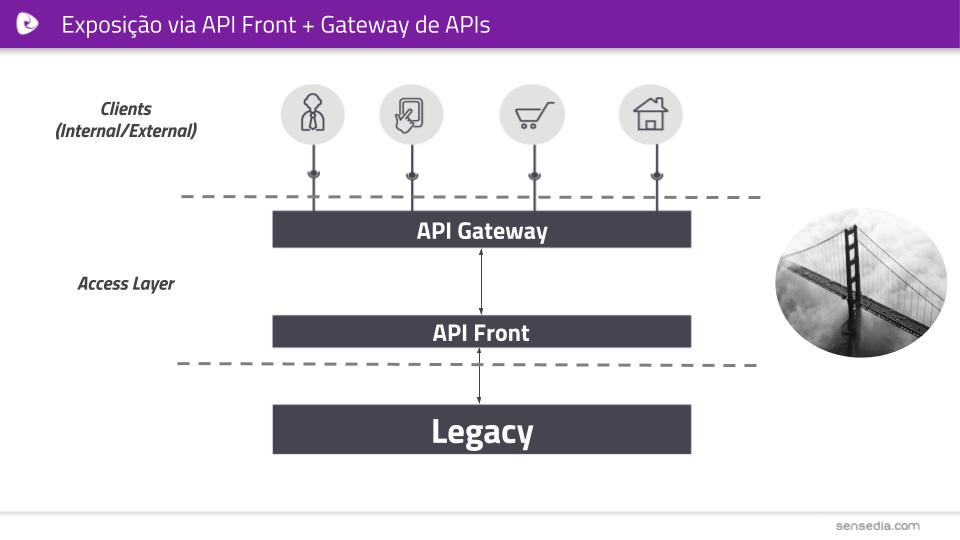 Exposição via API Front + Gateway de APIs
Clients
(Internal/External)
API Gateway
Access Layer
API Front
Legacy
sensedia.com